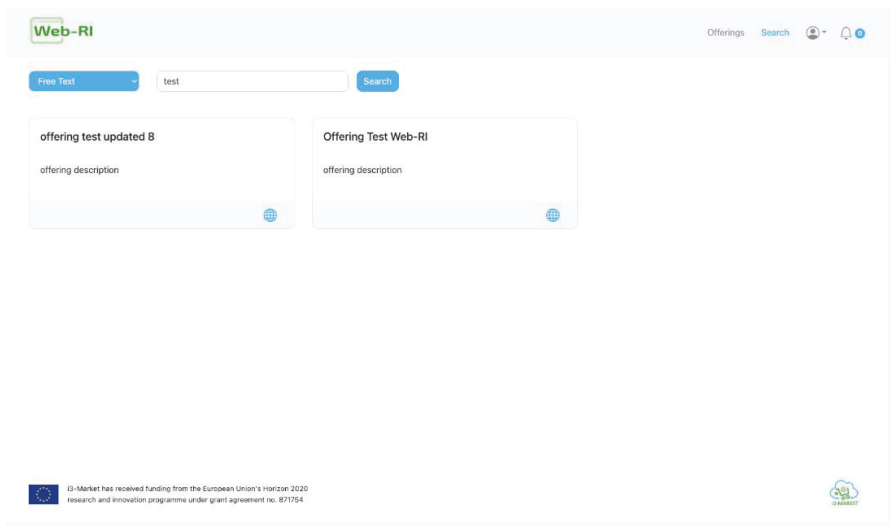 Web-RI
Offerings Search 0
Free Text test Search
offering test updated 8
offering description
Offering Test Web-RI
offering description
i3-Market has received funding from the European Union's Horizon 2020
research and innovation programme under grant agreement no. 871754
i3-MARKET